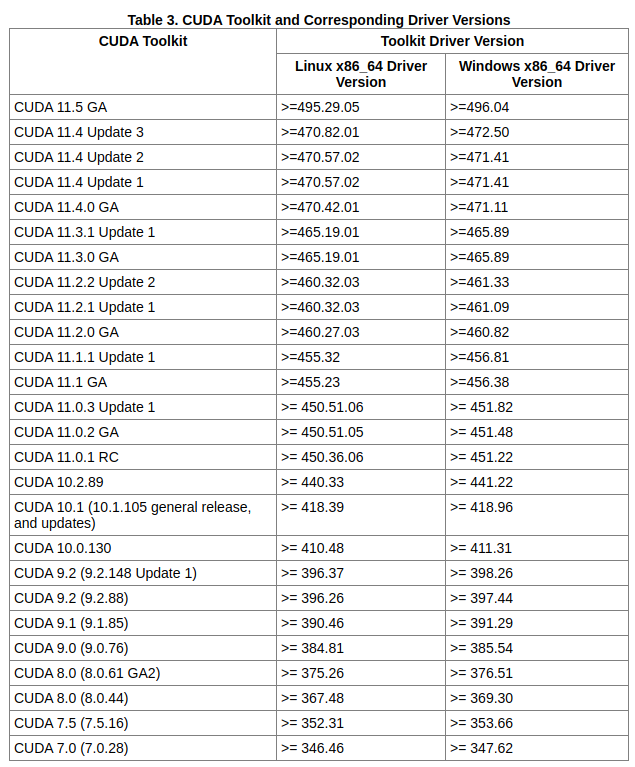 Table 3. CUDA Toolkit and Corresponding Driver Versions
CUDA Toolkit Toolkit Driver Version
Linux x86_64 Driver Version Windows x86_64 Driver Version
CUDA 11.5 GA >=495.29.05 >=496.04
CUDA 11.4 Update 3 >=470.82.01 >=472.50
CUDA 11.4 Update 2 >=470.57.02 >=471.41
CUDA 11.4 Update 1 >=470.57.02 >=471.41
CUDA 11.4.0 GA >=470.42.01 >=471.11
CUDA 11.3.1 Update 1 >=465.19.01 >=465.89
CUDA 11.3.0 GA >=465.19.01 >=465.89
CUDA 11.2.2 Update 2 >=460.32.03 >=461.33
CUDA 11.2.1 Update 1 >=460.32.03 >=461.09
CUDA 11.2.0 GA >=460.27.03 >=460.82
CUDA 11.1.1 Update 1 >=455.32 >=456.81
CUDA 11.1 GA >=455.23 >=456.38
CUDA 11.0.3 Update 1 >= 450.51.06 >= 451.82
CUDA 11.0.2 GA >= 450.51.05 >= 451.48
CUDA 11.0.1 RC >= 450.36.06 >= 451.22
CUDA 10.2.89 >= 440.33 >= 441.22
CUDA 10.1 (10.1.105 general release, and updates) >= 418.39 >= 418.96
CUDA 10.0.130 >= 410.48 >= 411.31
CUDA 9.2 (9.2.148 Update 1) >= 396.37 >= 398.26
CUDA 9.2 (9.2.88) >= 396.26 >= 397.44
CUDA 9.1 (9.1.85) >= 390.46 >= 391.29
CUDA 9.0 (9.0.76) >= 384.81 >= 385.54
CUDA 8.0 (8.0.61 GA2) >= 375.26 >= 376.51
CUDA 8.0 (8.0.44) >= 367.48 >= 369.30
CUDA 7.5 (7.5.16) >= 352.31 >= 353.66
CUDA 7.0 (7.0.28) >= 346.46 >= 347.62